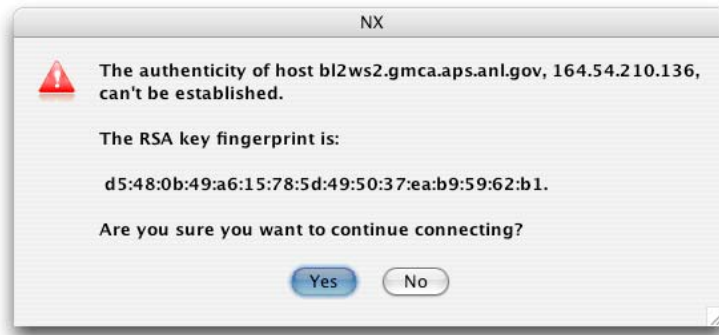 NX
The authenticity of host bl2ws2.gmca.aps.anl.gov, 164.54.210.136,
can't be established.
The RSA key fingerprint is:
d5:48:0b:49:a6:15:78:5d:49:50:37:ea:b9:59:62:b1.
Are you sure you want to continue connecting?
Yes No